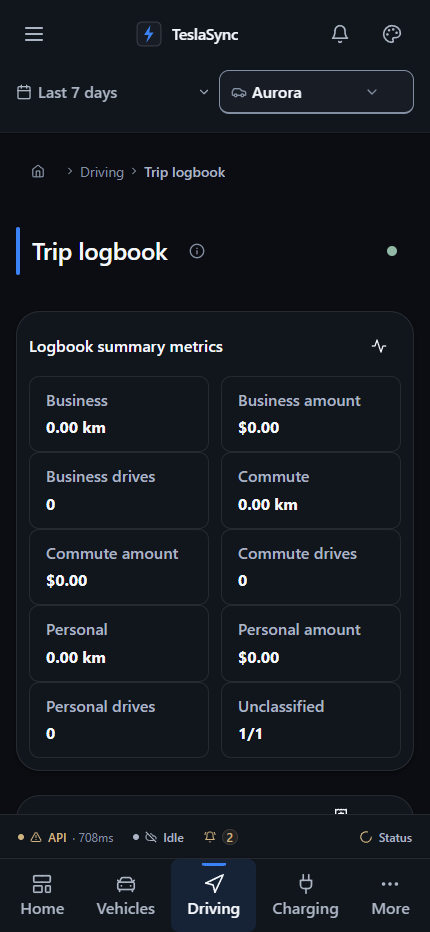 TeslaSync
Last 7 days
Aurora
Driving
Trip logbook
Trip logbook
Logbook summary metrics
Business
0.00 km
Business amount
$0.00
Business drives
0
Commute
0.00 km
Commute amount
$0.00
Commute drives
0
Personal
0.00 km
Personal amount
$0.00
Personal drives
0
Unclassified
1/1
API · 708ms
Idle
2
Status
Home
Vehicles
Driving
Charging
More